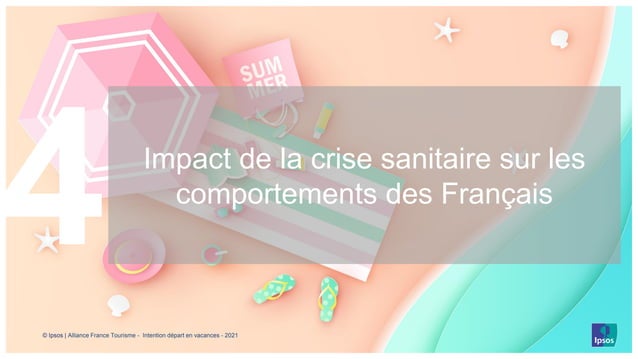 SUM
MER
4
Impact de la crise sanitaire sur les
comportements des Français
© Ipsos | Alliance France Tourisme - Intention départ en vacances - 2021
Ipsos